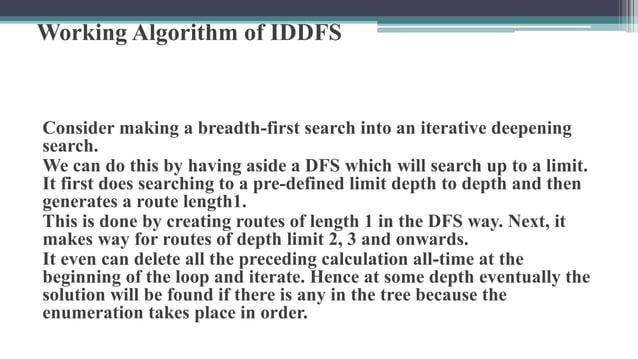 Working Algorithm of IDDFS
Consider making a breadth-first search into an iterative deepening
search.
We can do this by having aside a DFS which will search up to a limit.
It first does searching to a pre-defined limit depth to depth and then
generates a route length1.
This is done by creating routes of length 1 in the DFS way. Next, it
makes way for routes of depth limit 2, 3 and onwards.
It even can delete all the preceding calculation all-time at the
beginning of the loop and iterate. Hence at some depth eventually the
solution will be found if there is any in the tree because the
enumeration takes place in order.